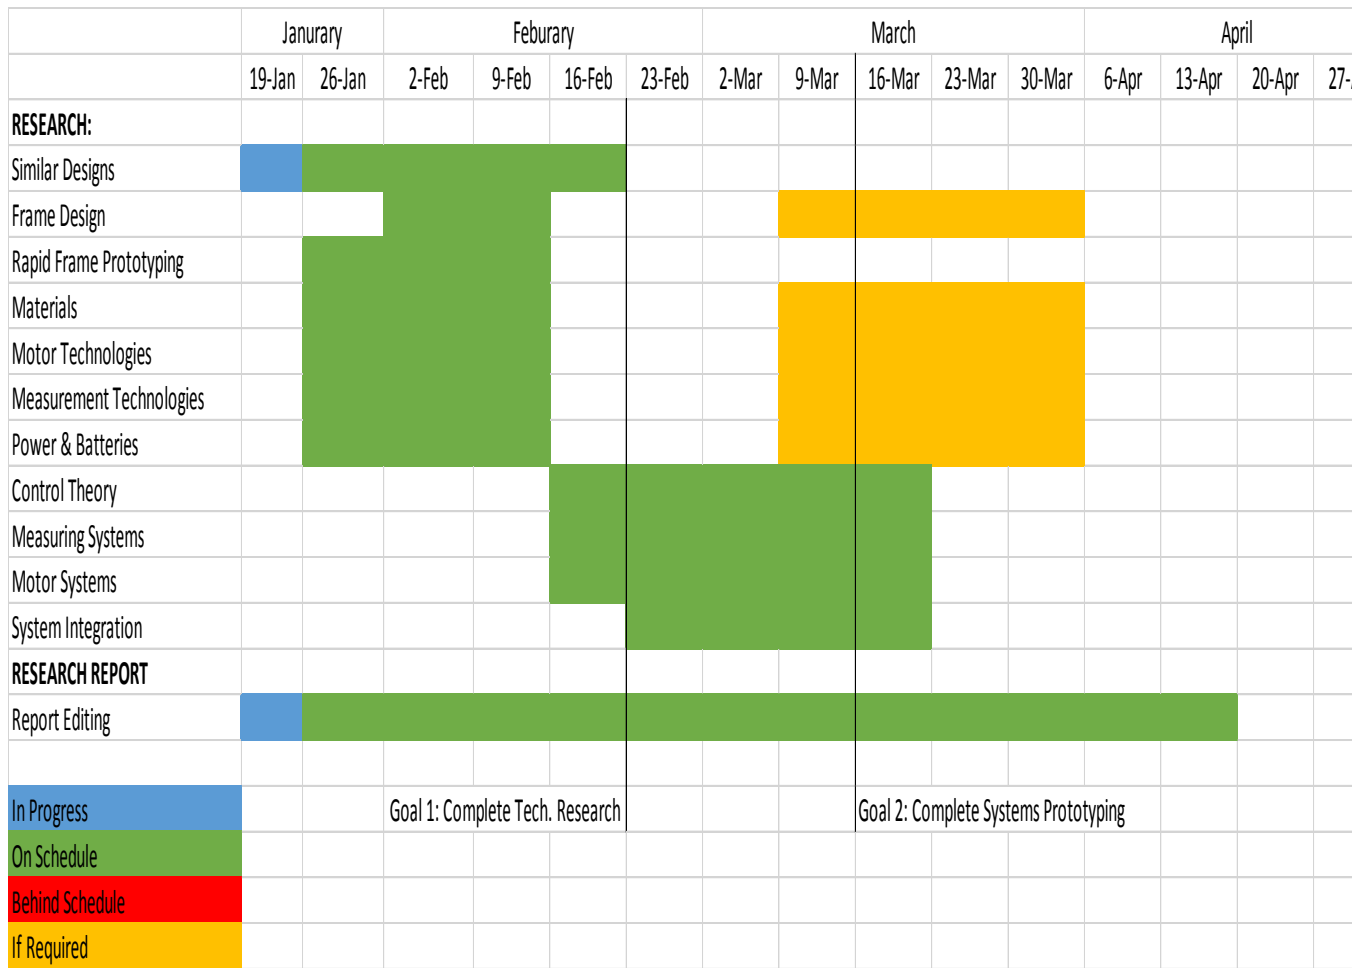 Janurary Feburary March April
19-Jan 26-Jan 2-Feb 9-Feb 16-Feb 23-Feb 2-Mar 9-Mar 16-Mar 23-Mar 30-Mar 6-Apr 13-Apr 20-Apr 27-
RESEARCH:
Similar Designs
Frame Design
Rapid Frame Prototyping
Materials
Motor Technologies
Measurement Technologies
Power & Batteries
Control Theory
Measuring Systems
Motor Systems
System Integration
RESEARCH REPORT
Report Editing
In Progress Goal 1: Complete Tech. Research Goal 2: Complete Systems Prototyping
On Schedule
Behind Schedule
If Required